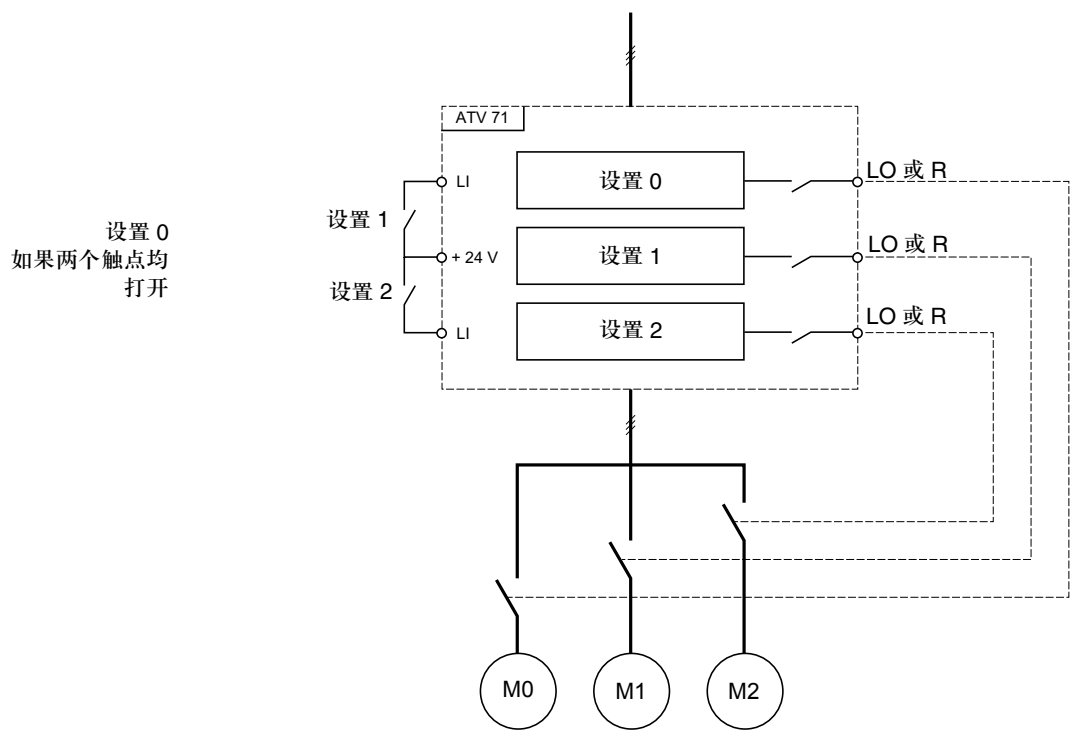 ATV 71
LI
设置 0
LO 或 R
设置 1
设置 0
如果两个触点均
打开
+ 24 V
设置 1
LO 或 R
设置 2
LI
设置 2
LO 或 R
M0
M1
M2